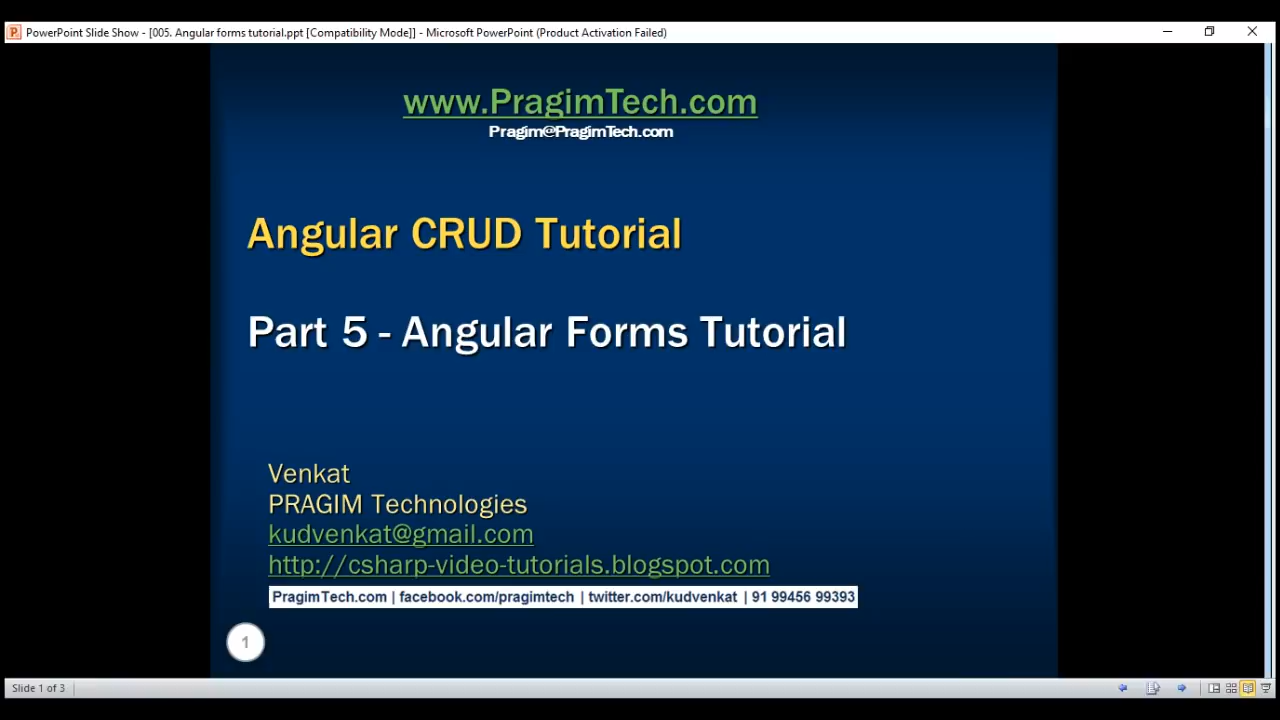 PowerPoint Slide Show - [005. Angular forms tutorial.ppt [Compatibility Mode]] - Microsoft PowerPoint (Product Activation Failed)
www.PragimTech.com
Pragim@PragimTech.com
Angular CRUD Tutorial
Part 5 - Angular Forms Tutorial
Venkat
PRAGIM Technologies
kudvenkat@gmail.com
http://csharp-video-tutorials.blogspot.com
PragimTech.com | facebook.com/pragimtech | twitter.com/kudvenkat | 91 99456 99393
1
Slide 1 of 3